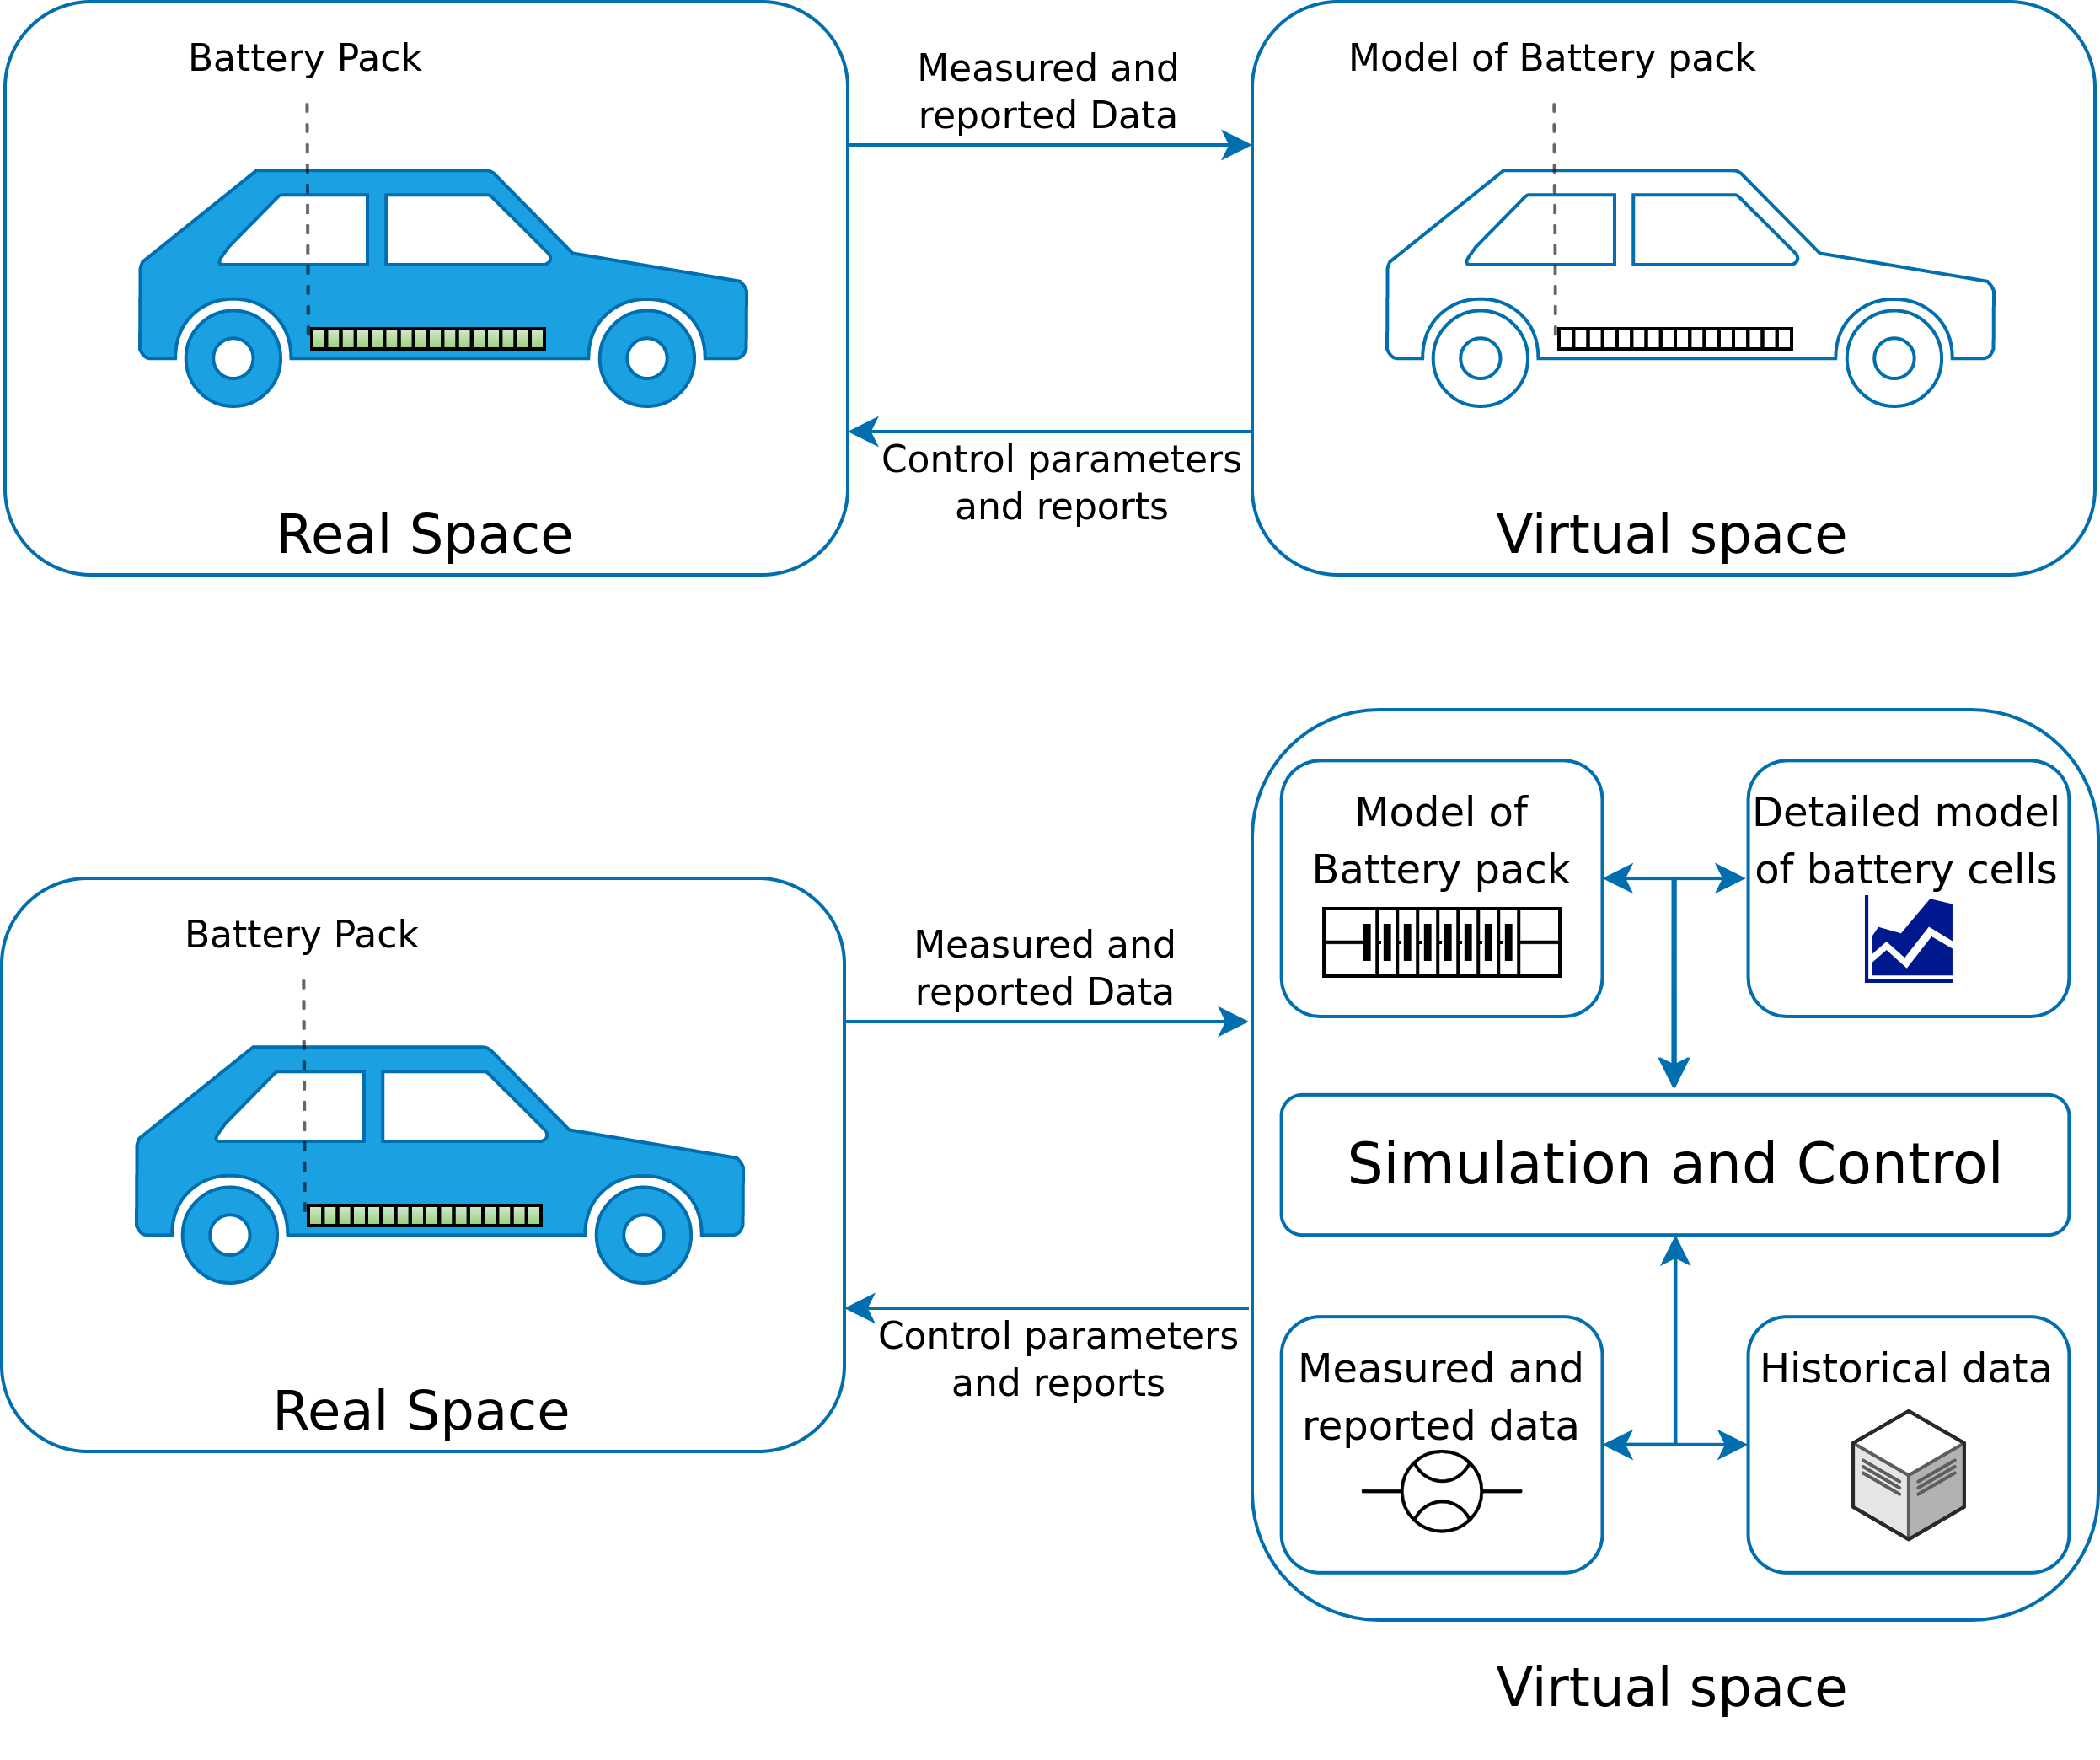 Battery Pack
Measured and
reported Data
Model of Battery pack
Control parameters
and reports
Real Space
Virtual space
Battery Pack
Measured and
reported Data
Control parameters
and reports
Real Space
Model of
Battery pack
Detailed model
of battery cells
Simulation and Control
Measured and
reported data
Historical data
Virtual space